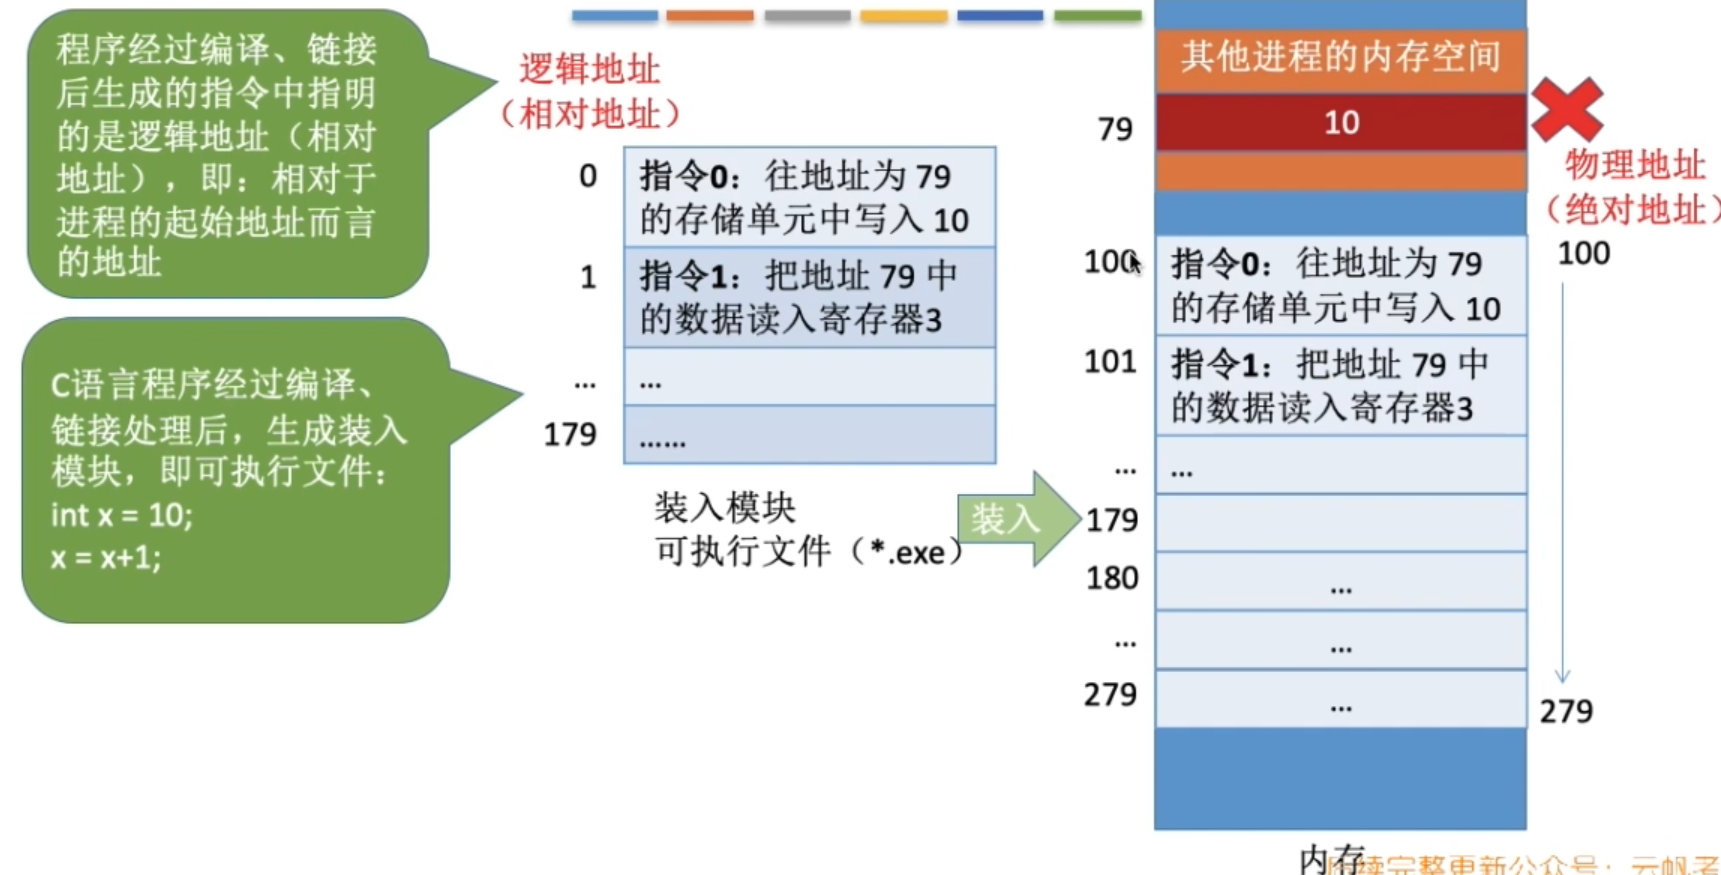 程序经过编译、链接
后生成的指令中指明
的是逻辑地址（相对
地址），即：相对于
进程的起始地址而言
的地址
C语言程序经过编译、
链接处理后，生成装入
模块，即可执行文件：
int x = 10;
x = x+1;
逻辑地址
（相对地址）
0
指令0：往地址为 79
的存储单元中写入 10
1
指令1：把地址 79 中
的数据读入寄存器3
...
...
179
......
装入模块
可执行文件（*.exe）
装入
其他进程的内存空间
79
10
物理地址
（绝对地址）
100
指令0：往地址为 79
的存储单元中写入 10
100
101
指令1：把地址 79 中
的数据读入寄存器3
...
...
179
180
...
...
...
279
...
279
内存
续完整更新公众号：云帆考